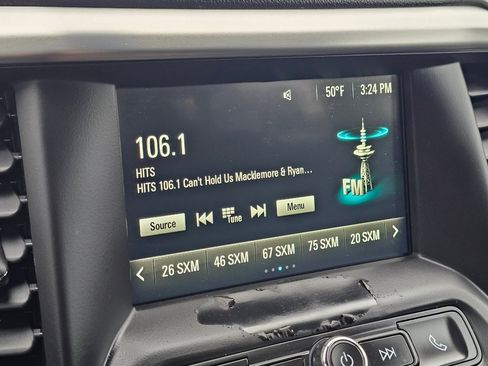 50°F 3:24 PM
106.1
HITS
HITS 106.1 Can't Hold Us Macklemore & Ryan...
FM
Source Tune Menu
26 SXM 46 SXM 67 SXM 75 SXM 20 SXM